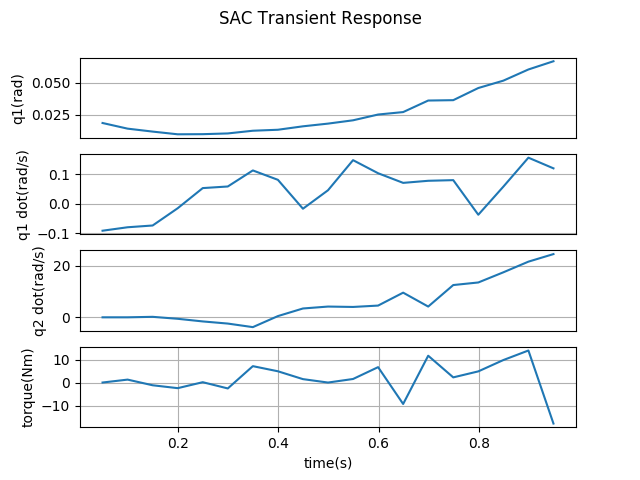 SAC Transient Response
q1(rad)
0.050
0.025
q1 dot(rad/s)
0.1
0.0
−0.1
q2 dot(rad/s)
20
0
torque(Nm)
10
0
−10
0.2 0.4 0.6 0.8
time(s)